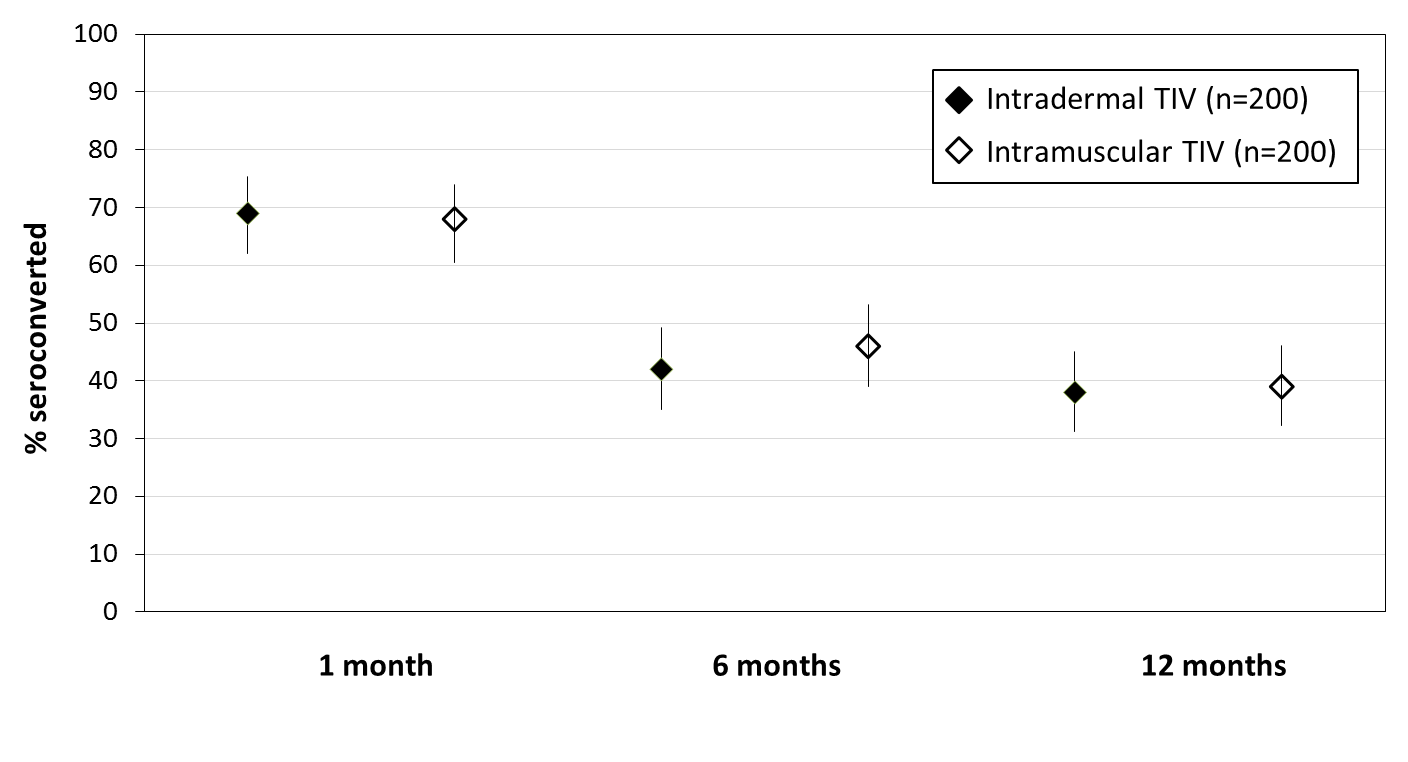 100
90
80
70
60
50
40
30
20
10
0
% seroconverted
Intradermal TIV (n=200)
Intramuscular TIV (n=200)
1 month
6 months
12 months